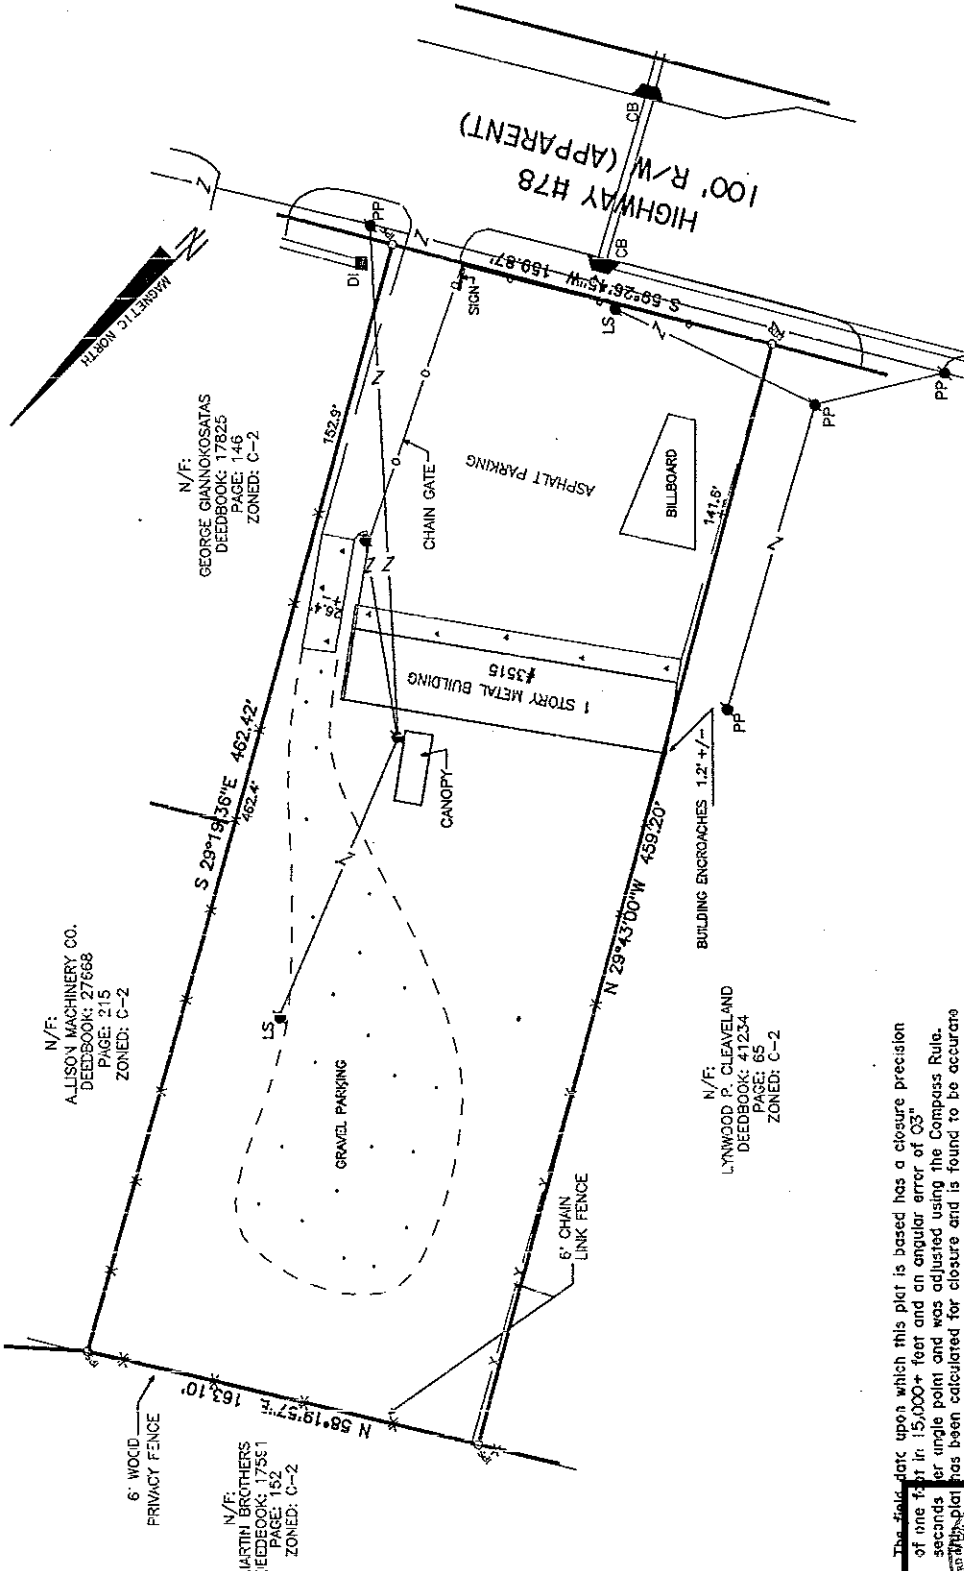 MAGNETIC NORTH
HIGHWAY #78
100' R/W (APPARENT)
CB
CB
PP
DI
SIGN
LS
S 59°26'45"W 159.87'
PP
PP
PP
N/F:
GEORGE GIANNOKOSATAS
DEEDBOOK: 17825
PAGE: 146
ZONED: C-2
152.9'
CHAIN GATE
ASPHALT PARKING
BILLBOARD
141.6'
26.4'
1 STORY METAL BUILDING
#3515
CANOPY
S 29°19'36"E 462.42'
462.4'
BUILDING ENCROACHES 1.2' +/-
N 29°43'00"W 459.20'
N/F:
ALLISON MACHINERY CO.
DEEDBOOK: 27668
PAGE: 215
ZONED: C-2
LS
GRAVEL PARKING
N/F:
LYNWOOD P. CLEAVELAND
DEEDBOOK: 41234
PAGE: 65
ZONED: C-2
6' CHAIN
LINK FENCE
6' WOOD
PRIVACY FENCE
N 58°19'57"E 163.10'
N/F:
MARTIN BROTHERS
DEEDBOOK: 17591
PAGE: 152
ZONED: C-2
The field data upon which this plat is based has a closure precision
of one foot in 15,000+ feet and an angular error of 03"
seconds per angle point and was adjusted using the Compass Rule.
This plat has been calculated for closure and is found to be accurate